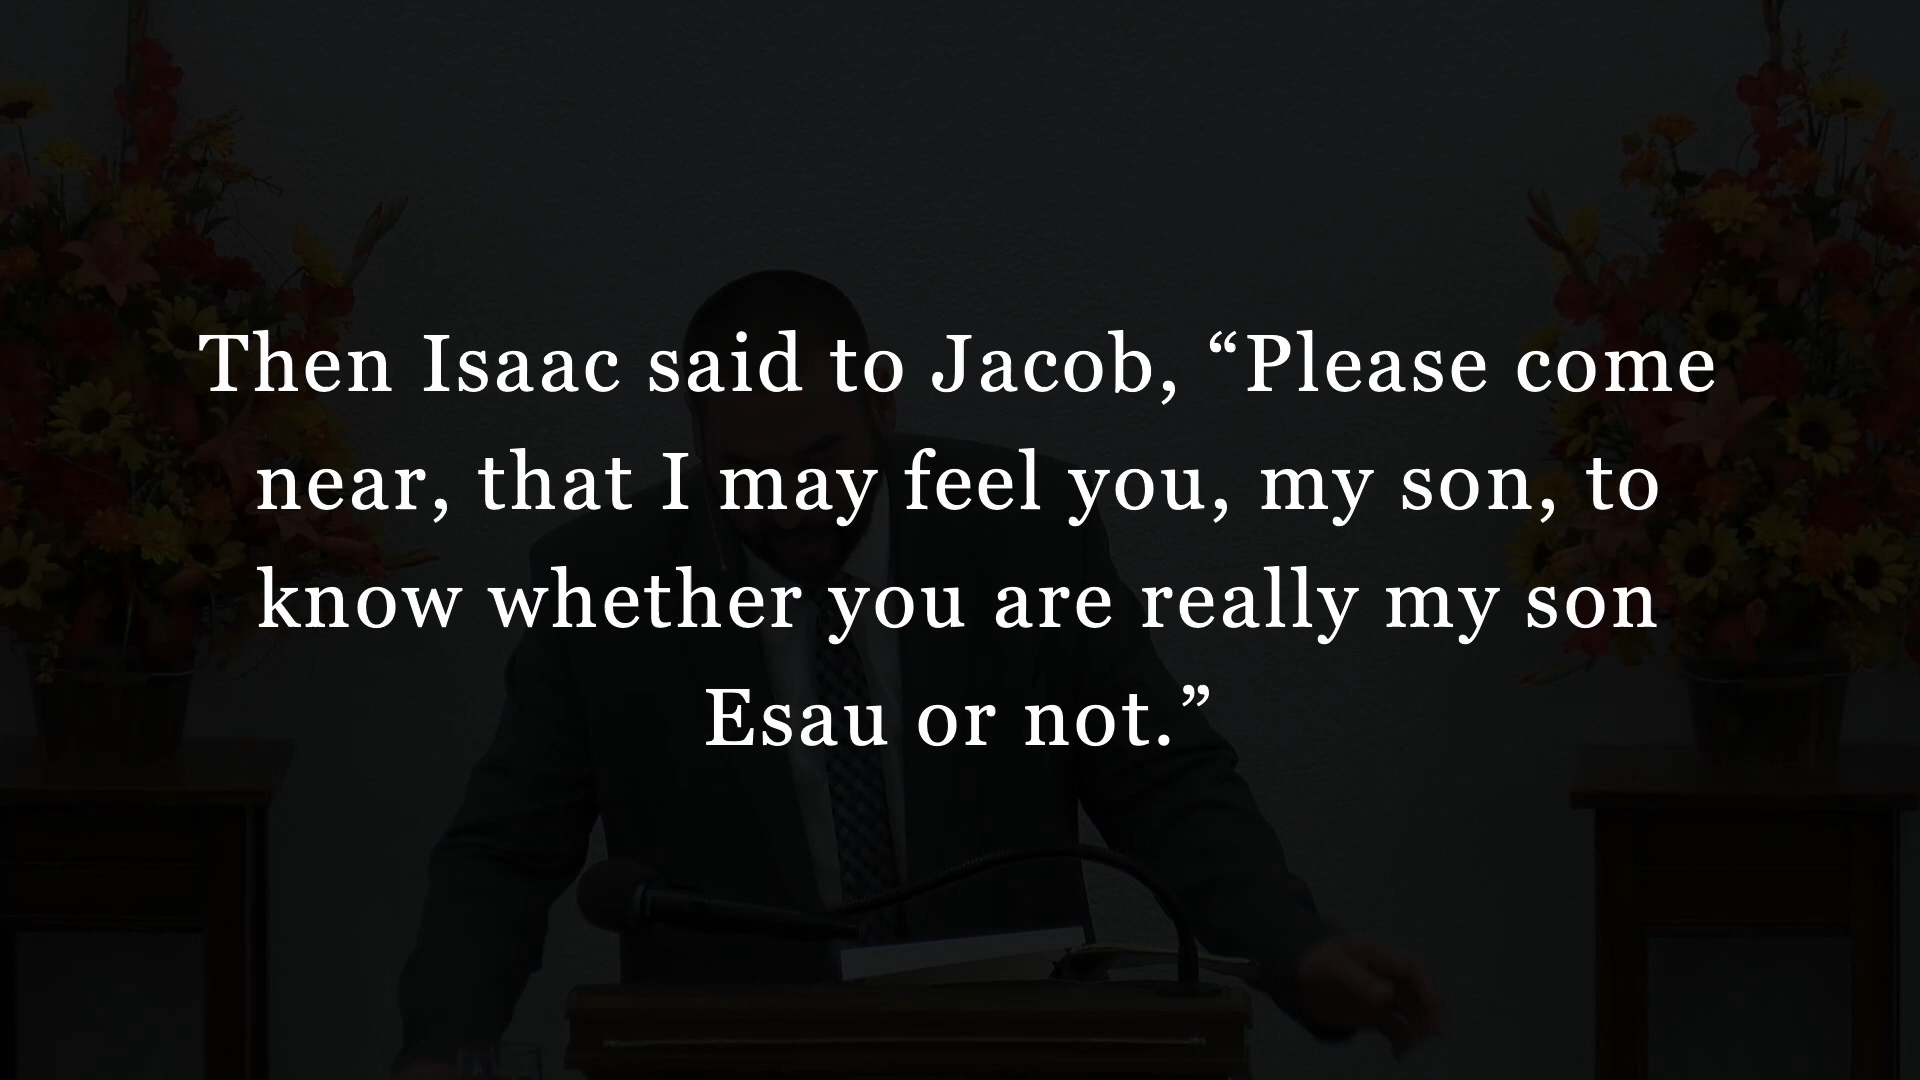 Then Isaac said to Jacob, “Please come
near, that I may feel you, my son, to
know whether you are really my son
Esau or not.”